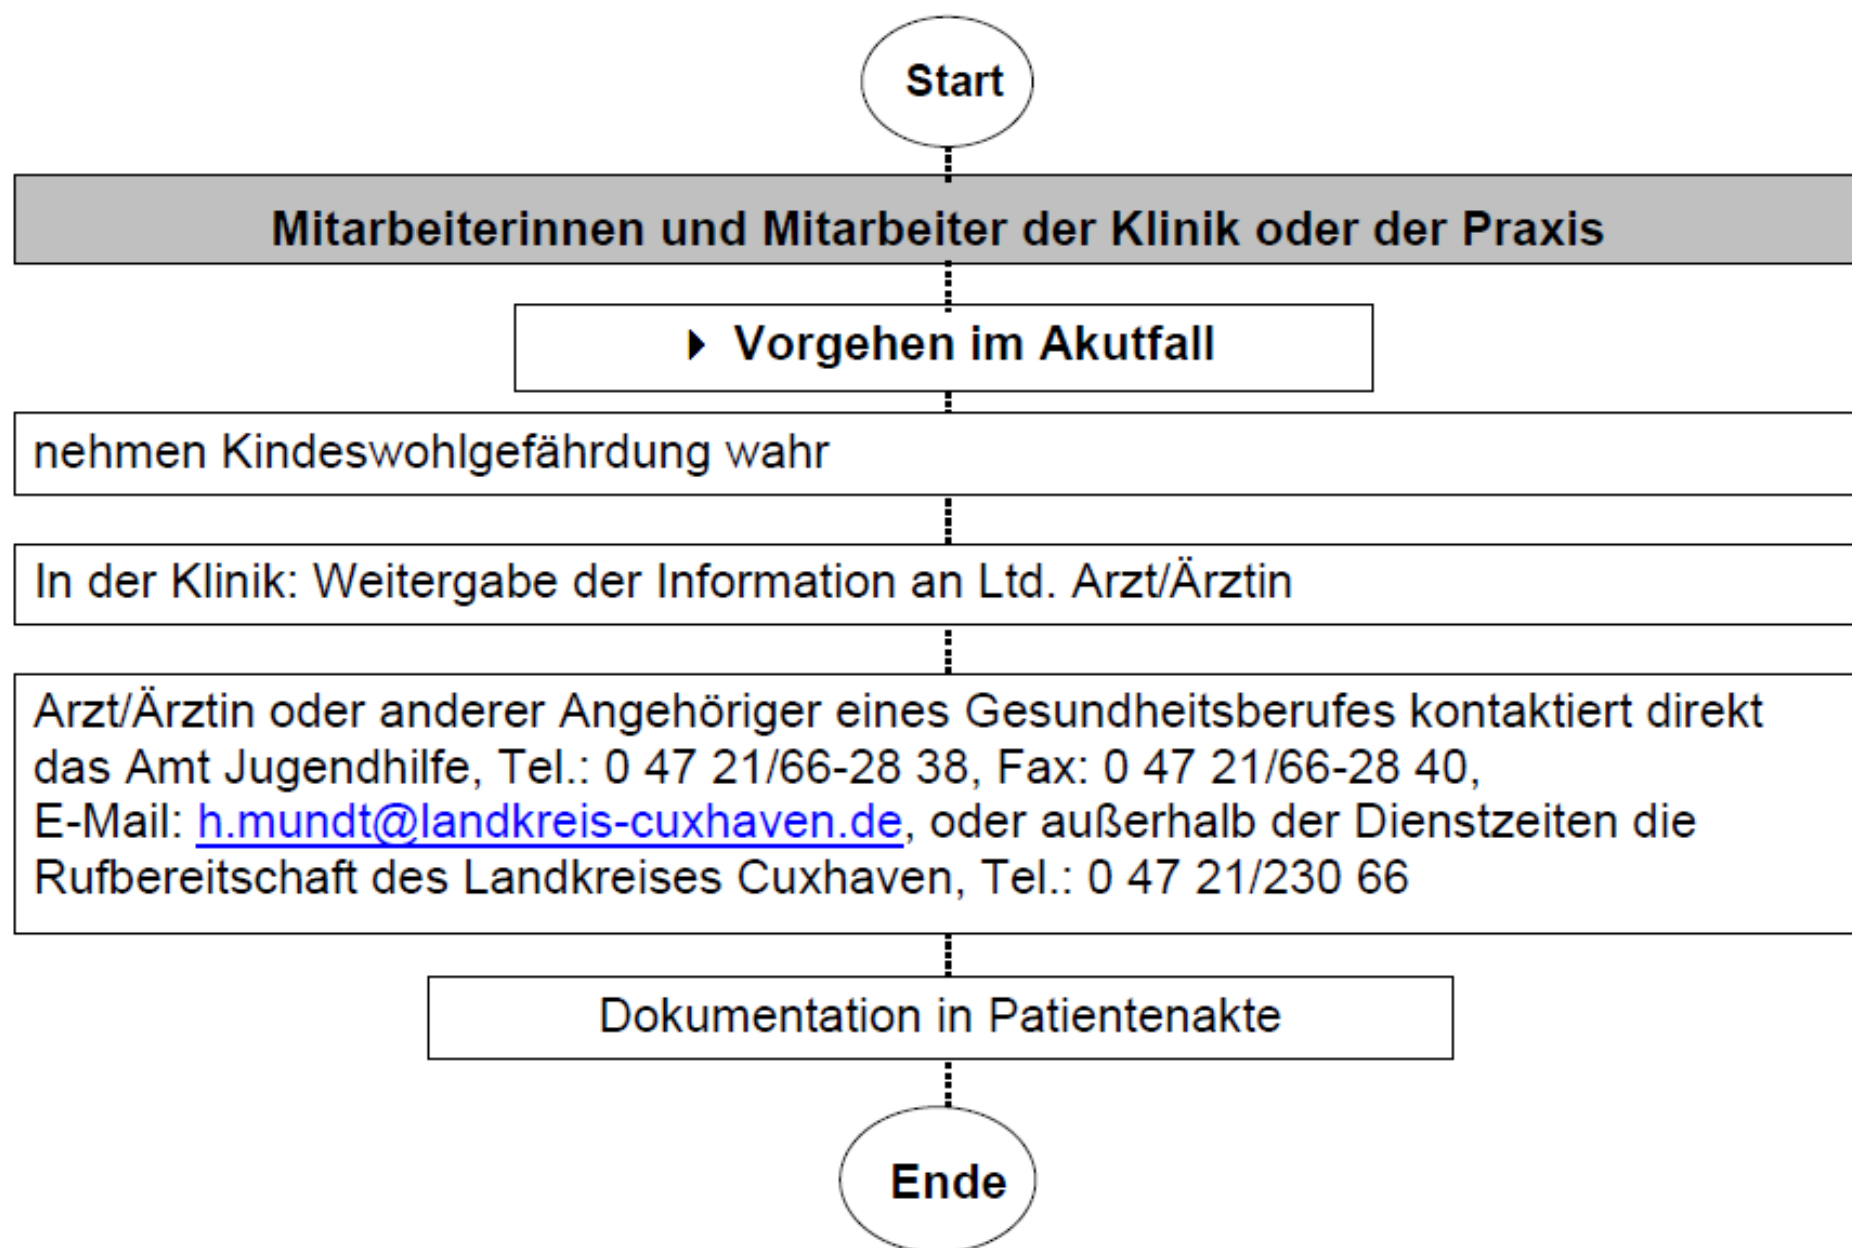 Start
Mitarbeiterinnen und Mitarbeiter der Klinik oder der Praxis
Vorgehen im Akutfall
nehmen Kindeswohlgefährdung wahr
In der Klinik: Weitergabe der Information an Ltd. Arzt/Ärztin
Arzt/Ärztin oder anderer Angehöriger eines Gesundheitsberufes kontaktiert direkt
das Amt Jugendhilfe, Tel.: 0 47 21/66-28 38, Fax: 0 47 21/66-28 40,
E-Mail: h.mundt@landkreis-cuxhaven.de, oder außerhalb der Dienstzeiten die
Rufbereitschaft des Landkreises Cuxhaven, Tel.: 0 47 21/230 66
Dokumentation in Patientenakte
Ende